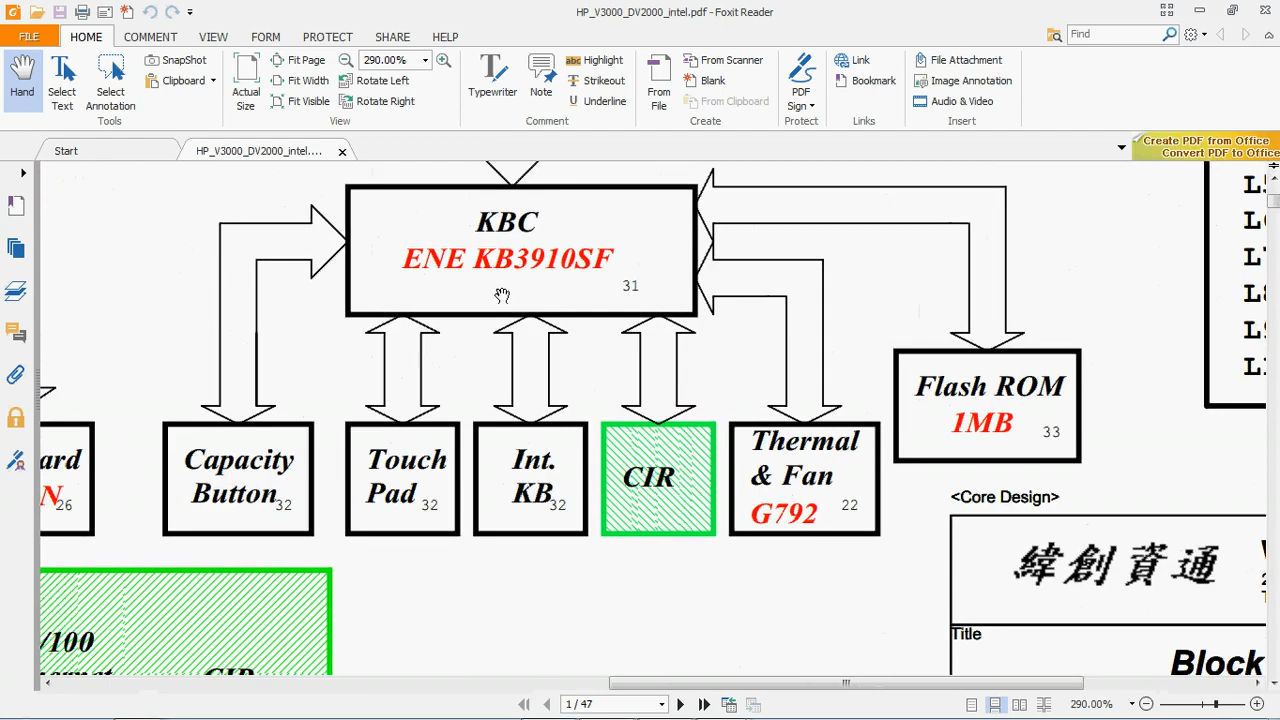 HP_V3000_DV2000_intel.pdf - Foxit Reader
FILE HOME COMMENT VIEW FORM PROTECT SHARE HELP
Find
Hand
Select
Text
Select
Annotation
SnapShot
Clipboard
Tools
Actual
Size
Fit Page
Fit Width
Fit Visible
290.00%
Rotate Left
Rotate Right
View
Typewriter
Note
Highlight
Strikeout
Underline
Comment
From
File
From Scanner
Blank
From Clipboard
Create
PDF
Sign
Protect
Link
Bookmark
Links
File Attachment
Image Annotation
Audio & Video
Insert
Start
HP_V3000_DV2000_intel....
Create PDF from Office
Convert PDF to Office
KBC
ENE KB3910SF
31
Flash ROM
1MB
33
ard
N
26
Capacity
Button
32
Touch
Pad
32
Int.
KB
32
CIR
Thermal
& Fan
G792
22
<Core Design>
緯創資通
Title
Block
/100
CIR
1 / 47
290.00%